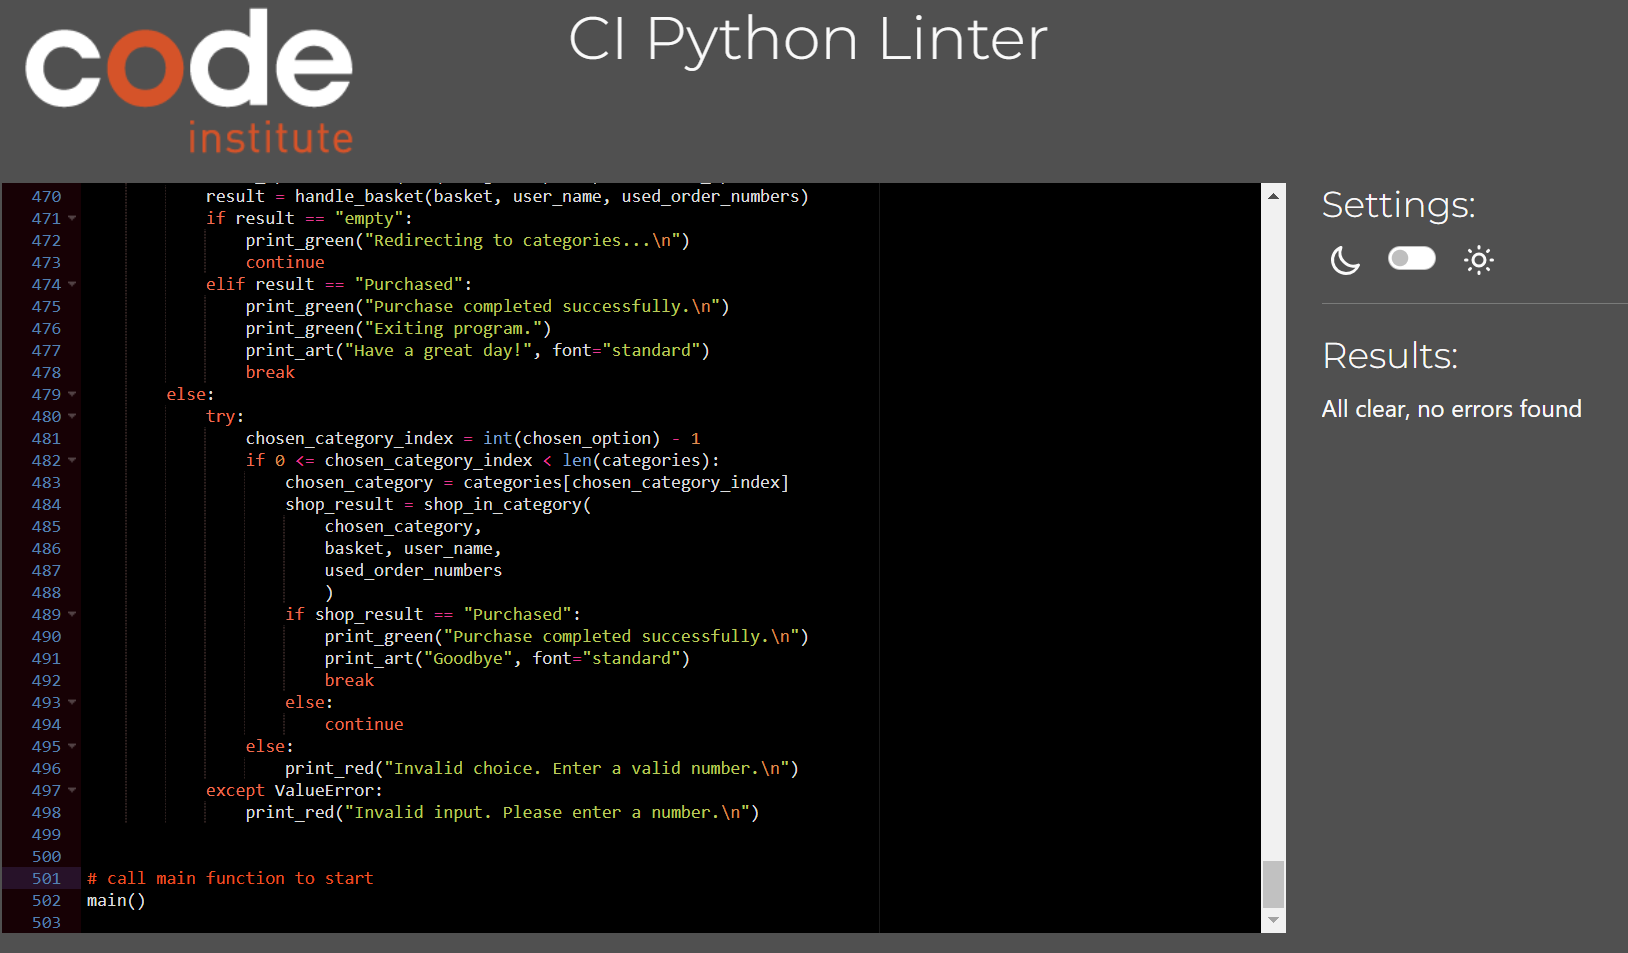 code
institute
CI Python Linter
470 result = handle_basket(basket, user_name, used_order_numbers)
471 if result == "empty":
472 print_green("Redirecting to categories...\n")
473 continue
474 elif result == "Purchased":
475 print_green("Purchase completed successfully.\n")
476 print_green("Exiting program.")
477 print_art("Have a great day!", font="standard")
478 break
479 else:
480 try:
481 chosen_category_index = int(chosen_option) - 1
482 if 0 <= chosen_category_index < len(categories):
483 chosen_category = categories[chosen_category_index]
484 shop_result = shop_in_category(
485 chosen_category,
486 basket, user_name,
487 used_order_numbers
488 )
489 if shop_result == "Purchased":
490 print_green("Purchase completed successfully.\n")
491 print_art("Goodbye", font="standard")
492 break
493 else:
494 continue
495 else:
496 print_red("Invalid choice. Enter a valid number.\n")
497 except ValueError:
498 print_red("Invalid input. Please enter a number.\n")
499
500
501 # call main function to start
502 main()
503
Settings:
Results:
All clear, no errors found